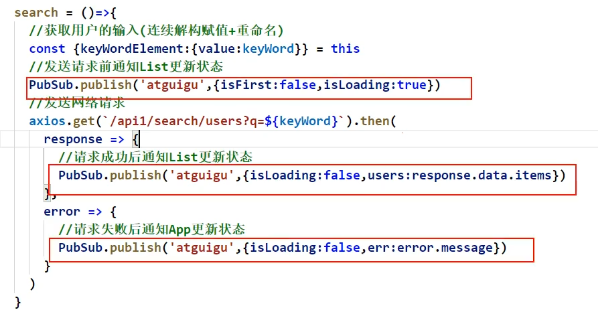 search = ()=>{
//获取用户的输入(连续解构赋值+重命名)
const {keyWordElement:{value:keyWord}} = this
//发送请求前通知List更新状态
PubSub.publish('atguigu',{isFirst:false,isLoading:true})
//发送网络请求
axios.get(`/api1/search/users?q=${keyWord}`).then(
response => {
//请求成功后通知List更新状态
PubSub.publish('atguigu',{isLoading:false,users:response.data.items})
},
error => {
//请求失败后通知App更新状态
PubSub.publish('atguigu',{isLoading:false,err:error.message})
}
)
}